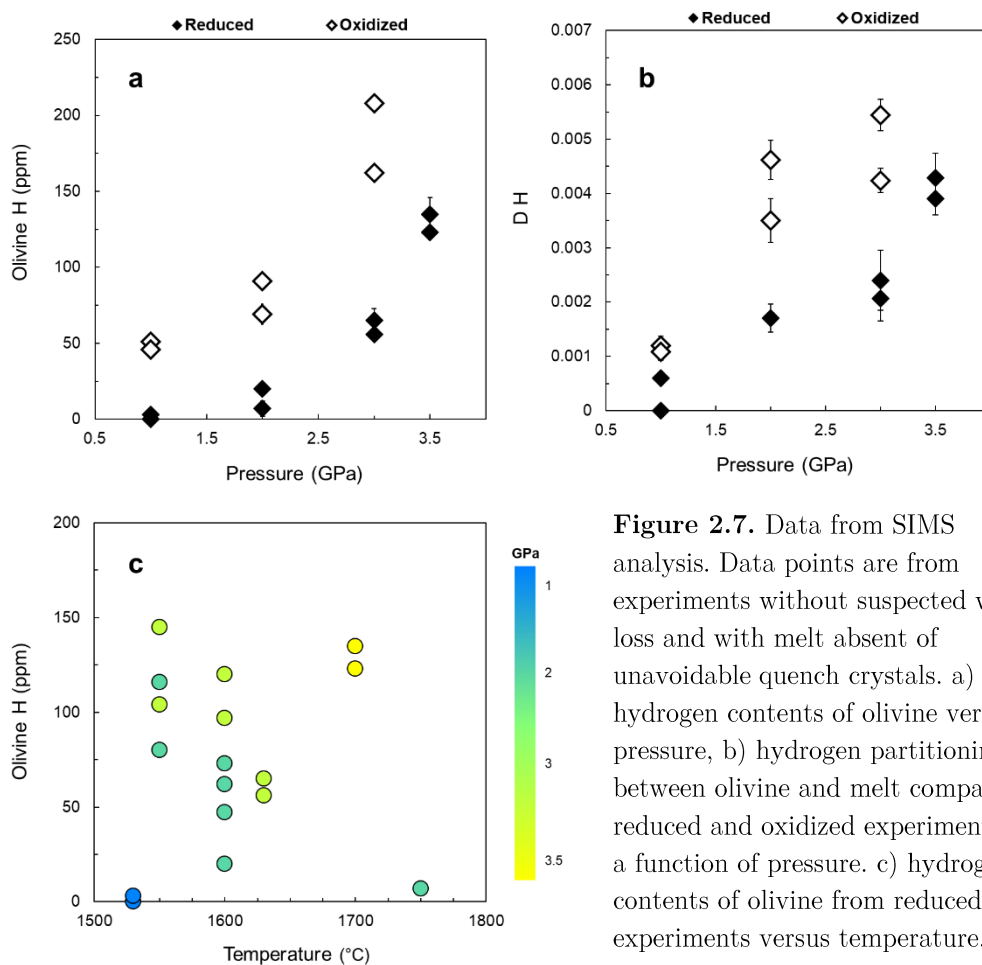 Reduced Oxidized
250
200
150
100
50
0
0.5 1.5 2.5 3.5
a
Olivine H (ppm)
Pressure (GPa)
Reduced Oxidized
0.007
0.006
0.005
0.004
0.003
0.002
0.001
0
0.5 1.5 2.5 3.5
b
D H
Pressure (GPa)
200
150
100
50
0
1500 1600 1700 1800
c
Olivine H (ppm)
Temperature (°C)
GPa
1
2
3
3.5
Figure 2.7. Data from SIMS
analysis. Data points are from
experiments without suspected
loss and with melt absent of
unavoidable quench crystals. a)
hydrogen contents of olivine
pressure, b) hydrogen
between olivine and melt
reduced and oxidized
a function of pressure. c)
contents of olivine from reduced
experiments versus temperature.